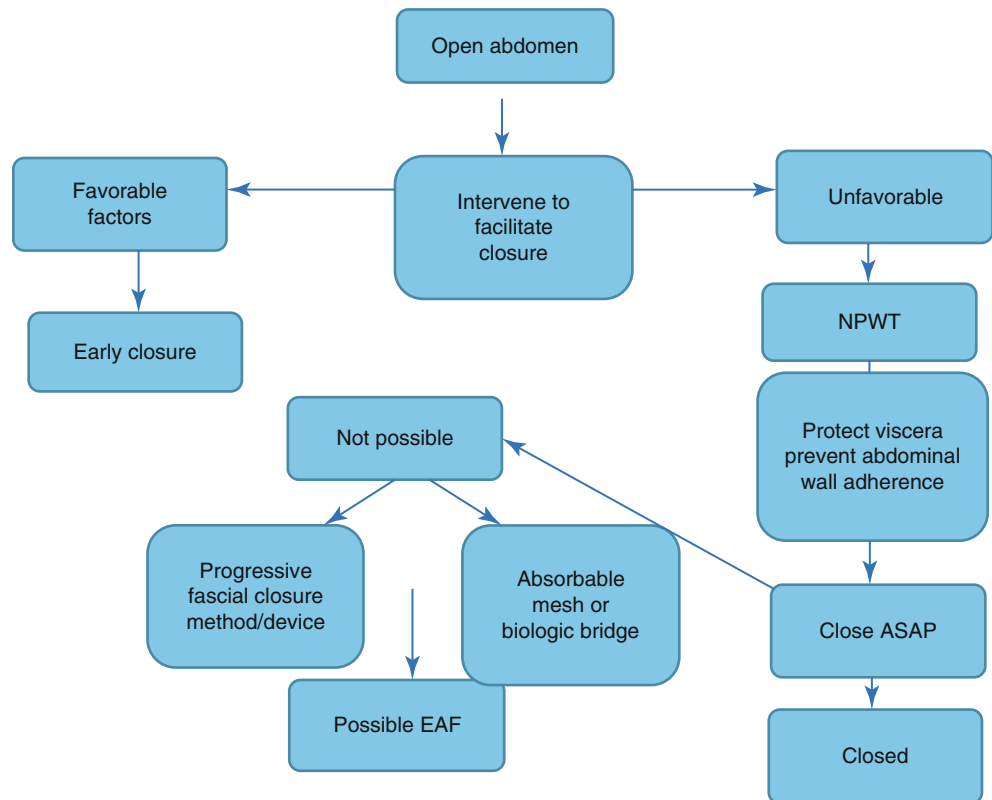 Open abdomen
Favorable
factors
Intervene to
facilitate
closure
Unfavorable
Early closure
NPWT
Not possible
Protect viscera
prevent abdominal
wall adherence
Progressive
fascial closure
method/device
Absorbable
mesh or
biologic bridge
Close ASAP
Possible EAF
Closed